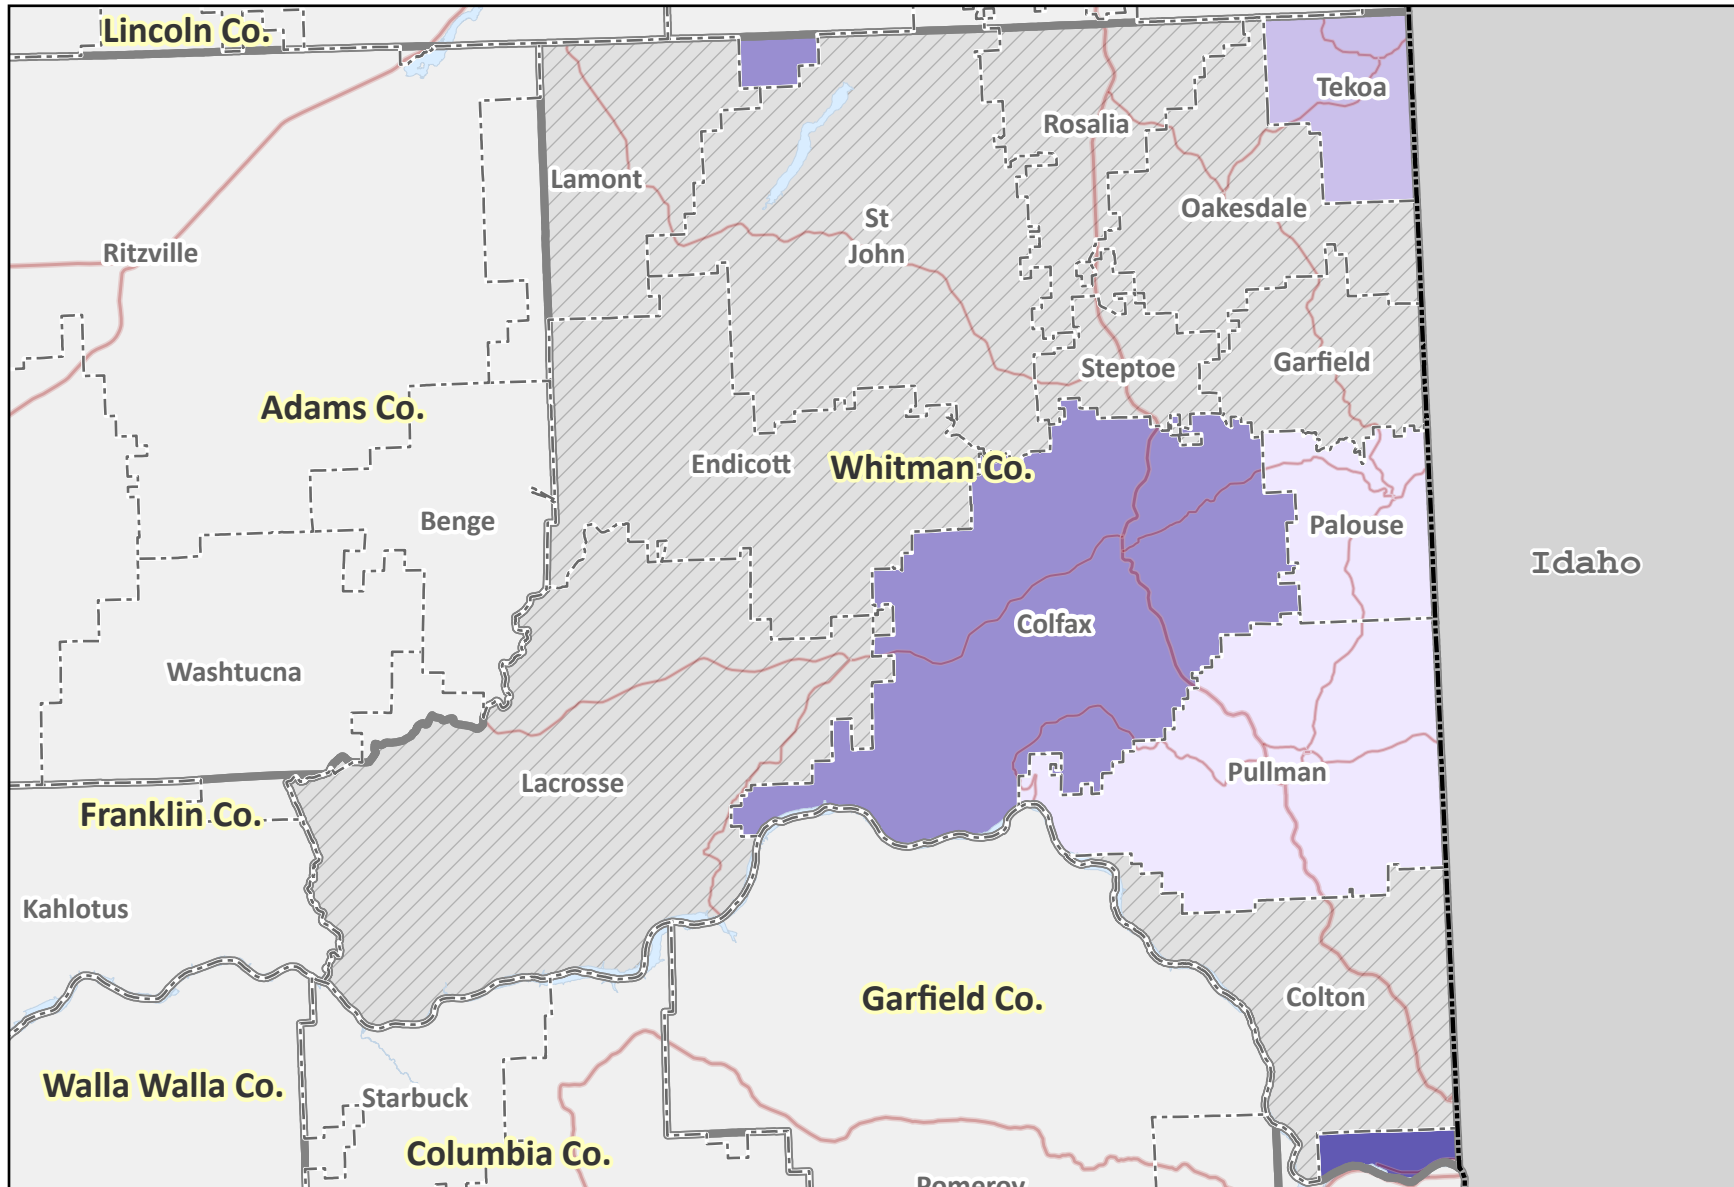 Lincoln Co.
Tekoa
Rosalia
Lamont
Oakesdale
St
John
Ritzville
Steptoe
Garfield
Adams Co.
Endicott
Whitman Co.
Benge
Palouse
Idaho
Colfax
Washtucna
Pullman
Lacrosse
Franklin Co.
Kahlotus
Garfield Co.
Colton
Walla Walla Co.
Starbuck
Columbia Co.
Pomeroy